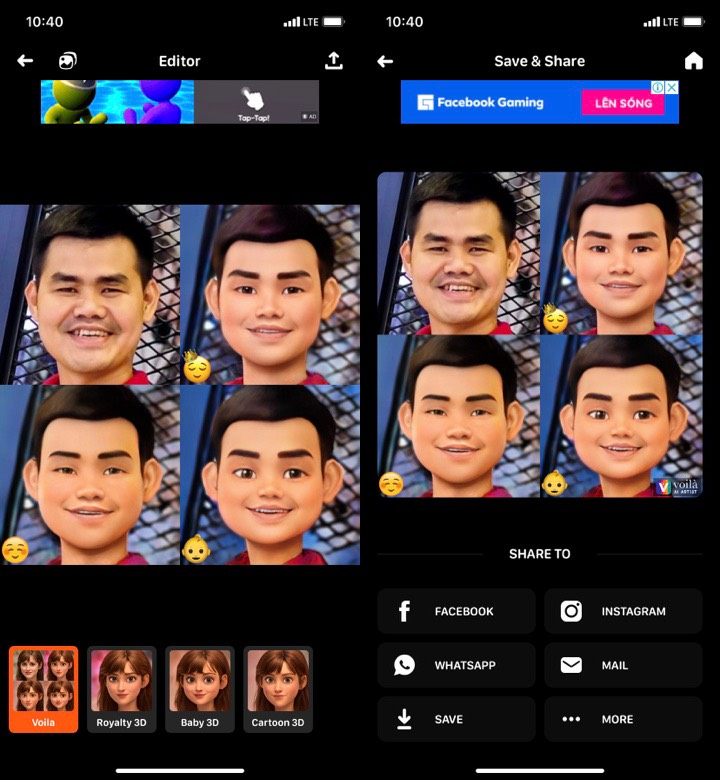 10:40
LTE
Editor
Tap-Tap!
AD
Voila
Royalty 3D
Baby 3D
Cartoon 3D
10:40
LTE
Save & Share
Facebook Gaming
LÊN SÓNG
voilà
AI ARTIST
SHARE TO
FACEBOOK
INSTAGRAM
WHATSAPP
MAIL
SAVE
MORE